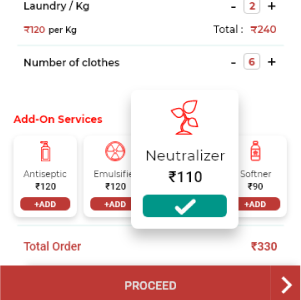 Laundry / Kg - 2 +
₹120 per Kg Total : ₹240
Number of clothes - 6 +
Add-On Services
Antiseptic
₹120
+ADD
Emulsifie
₹120
+ADD
Neutralizer
₹110
Softner
₹90
+ADD
Total Order ₹330
PROCEED